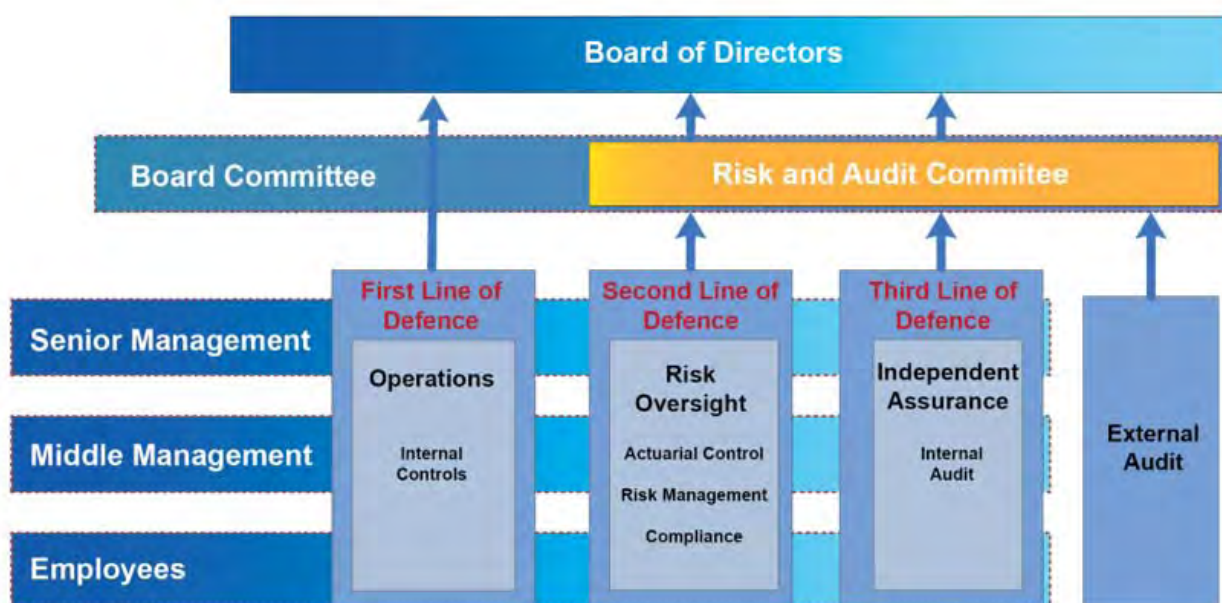 Board of Directors
Board Committee
Risk and Audit Commitee
First Line of
Defence
Second Line of
Defence
Third Line of
Defence
Senior Management
Operations
Risk
Oversight
Independent
Assurance
Middle Management
Internal
Controls
Actuarial Control
Risk Management
Compliance
Internal
Audit
External
Audit
Employees